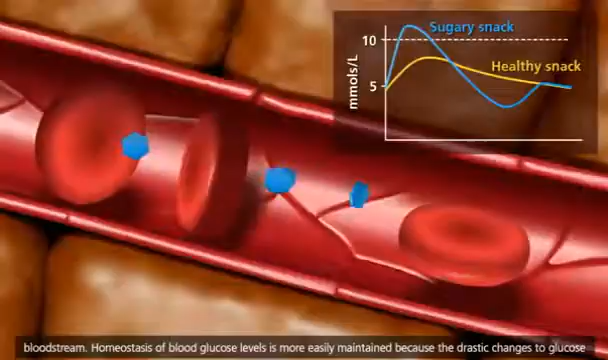 Sugary snack
10
Healthy snack
mmols/L
5
bloodstream. Homeostasis of blood glucose levels is more easily maintained because the drastic changes to glucose